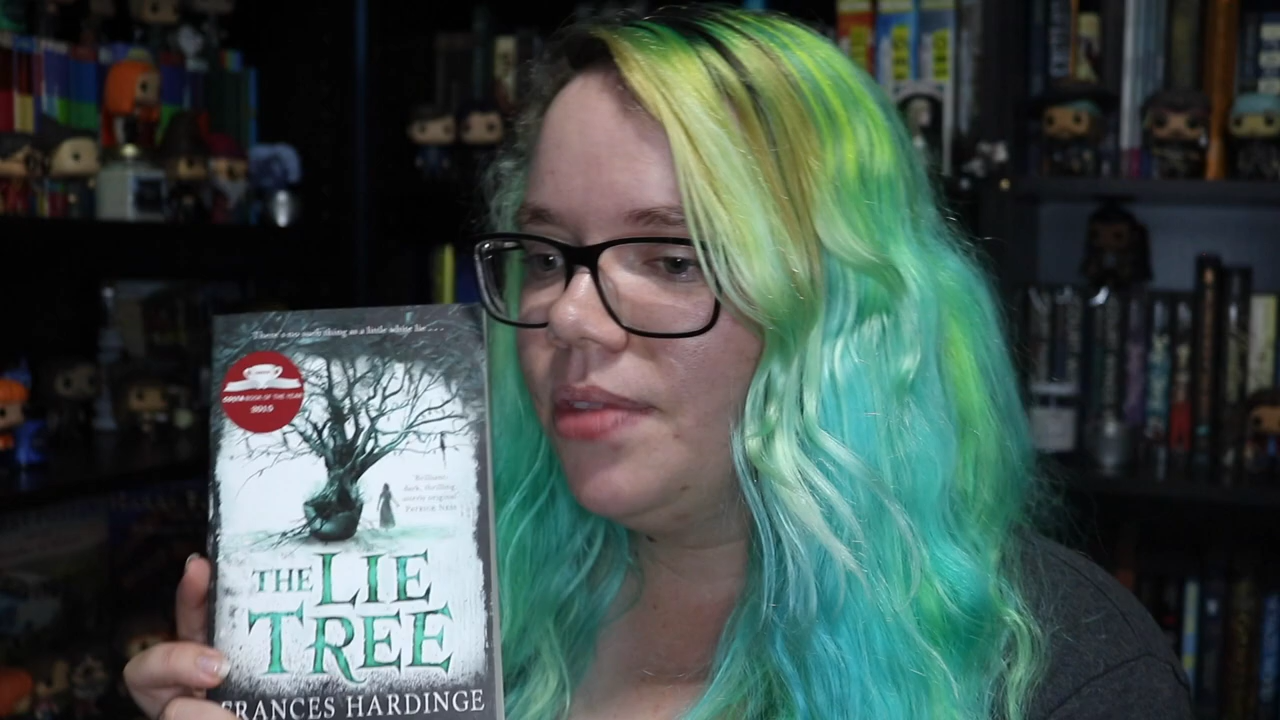 There's no such thing as a little white lie . . .
BOOK OF THE YEAR
2015
Brilliant:
dark, thrilling,
utterly original
Patrick Ness
THE LIE
TREE
FRANCES HARDINGE